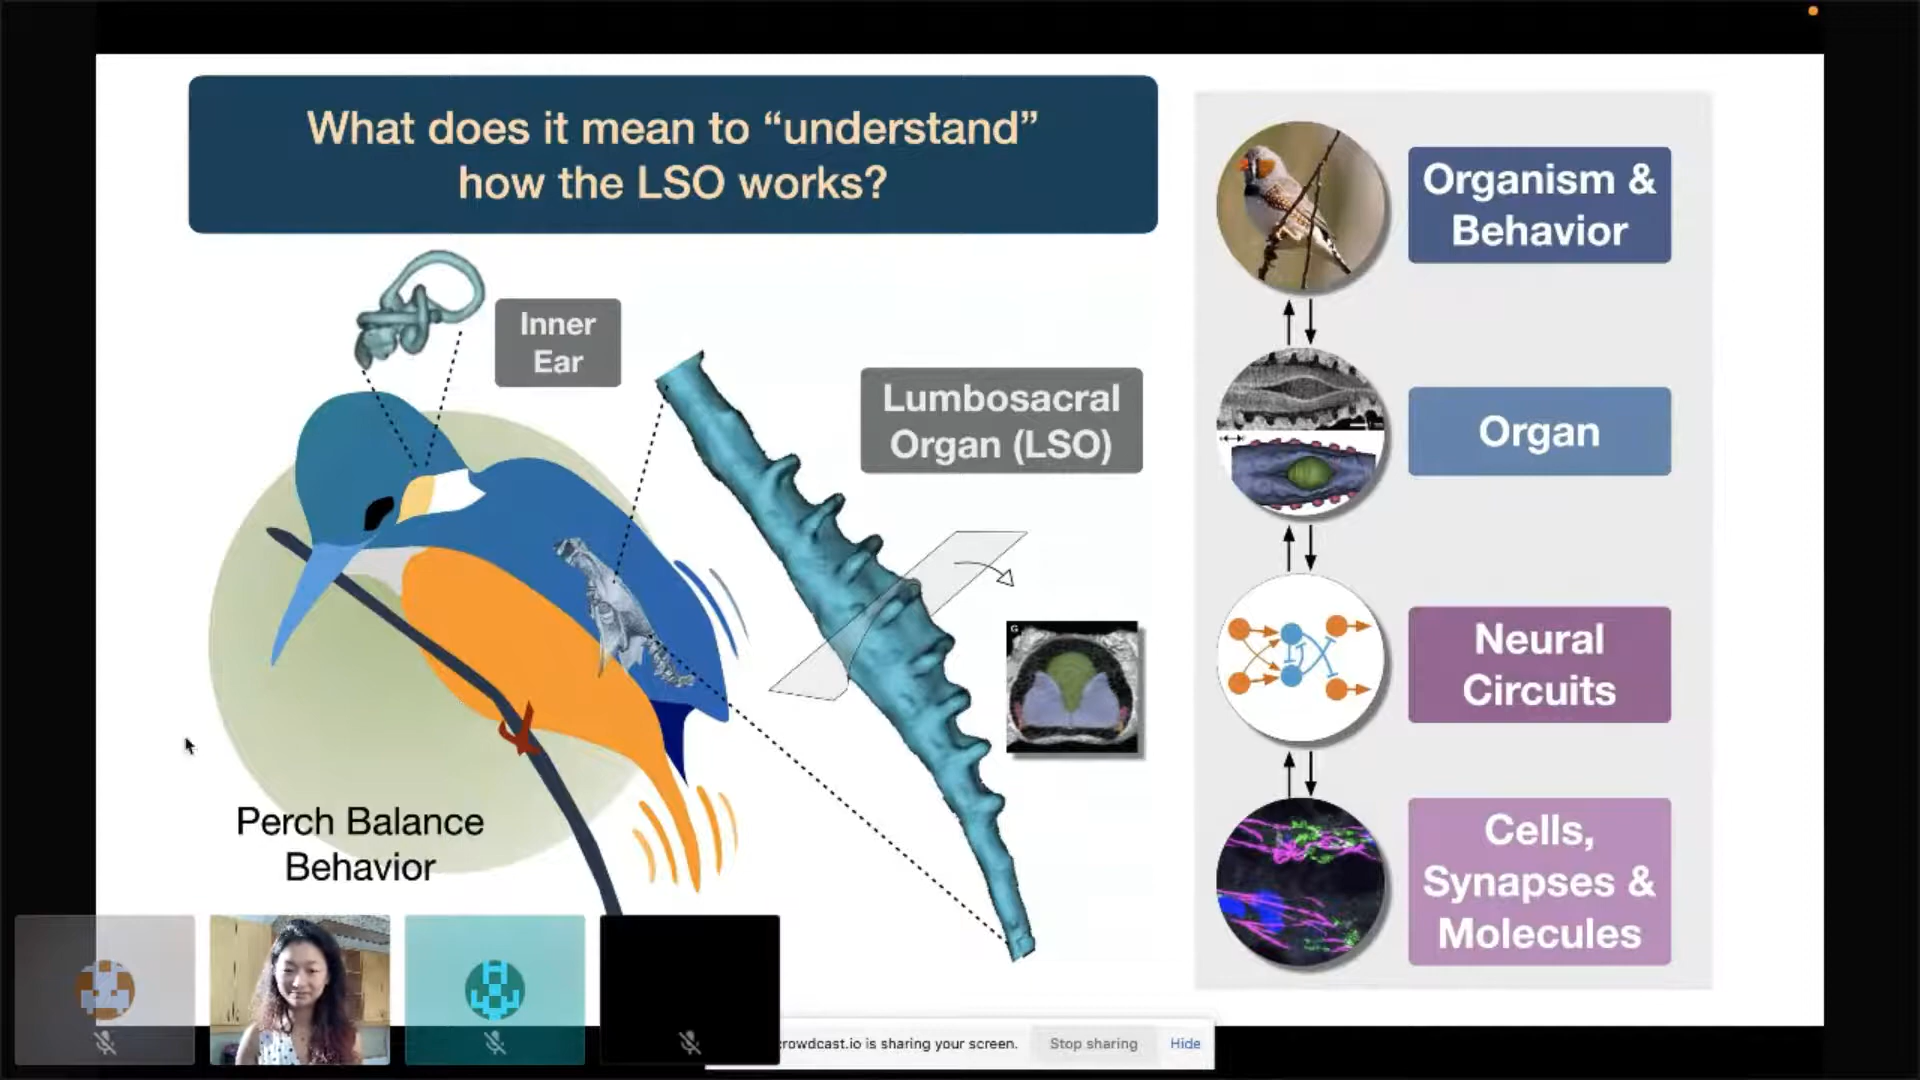 What does it mean to “understand”
how the LSO works?
Inner
Ear
Lumbosacral
Organ (LSO)
G
Perch Balance
Behavior
Organism &
Behavior
Organ
Neural
Circuits
Cells,
Synapses &
Molecules
crowdcast.io is sharing your screen.
Stop sharing
Hide